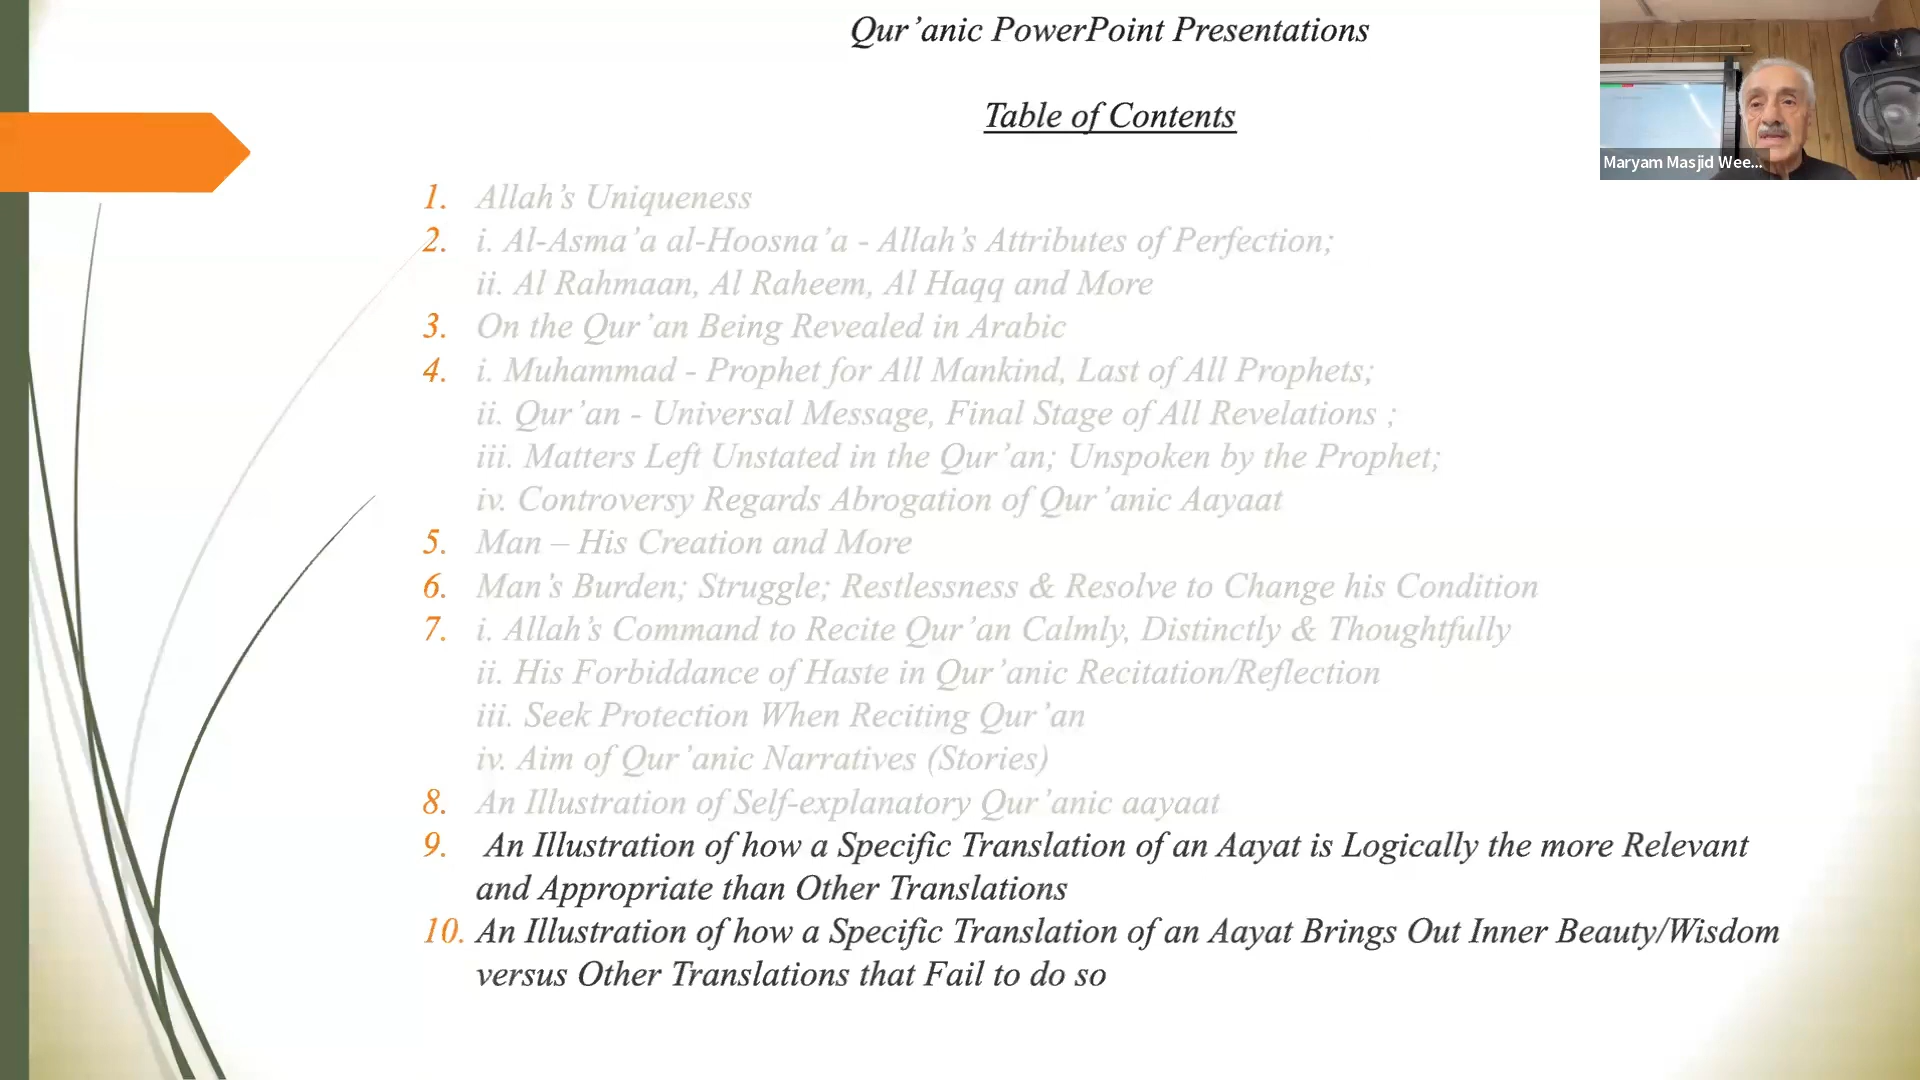 Qur’anic PowerPoint Presentations
Table of Contents
Maryam Masjid Wee...
1. Allah’s Uniqueness
2. i. Al-Asma’a al-Hoosna’a - Allah’s Attributes of Perfection;
ii. Al Rahmaan, Al Raheem, Al Haqq and More
3. On the Qur’an Being Revealed in Arabic
4. i. Muhammad - Prophet for All Mankind, Last of All Prophets;
ii. Qur’an - Universal Message, Final Stage of All Revelations ;
iii. Matters Left Unstated in the Qur’an; Unspoken by the Prophet;
iv. Controversy Regards Abrogation of Qur’anic Aayaat
5. Man – His Creation and More
6. Man’s Burden; Struggle; Restlessness & Resolve to Change his Condition
7. i. Allah’s Command to Recite Qur’an Calmly, Distinctly & Thoughtfully
ii. His Forbiddance of Haste in Qur’anic Recitation/Reflection
iii. Seek Protection When Reciting Qur’an
iv. Aim of Qur’anic Narratives (Stories)
8. An Illustration of Self-explanatory Qur’anic aayaat
9. An Illustration of how a Specific Translation of an Aayat is Logically the more Relevant
and Appropriate than Other Translations
10. An Illustration of how a Specific Translation of an Aayat Brings Out Inner Beauty/Wisdom
versus Other Translations that Fail to do so